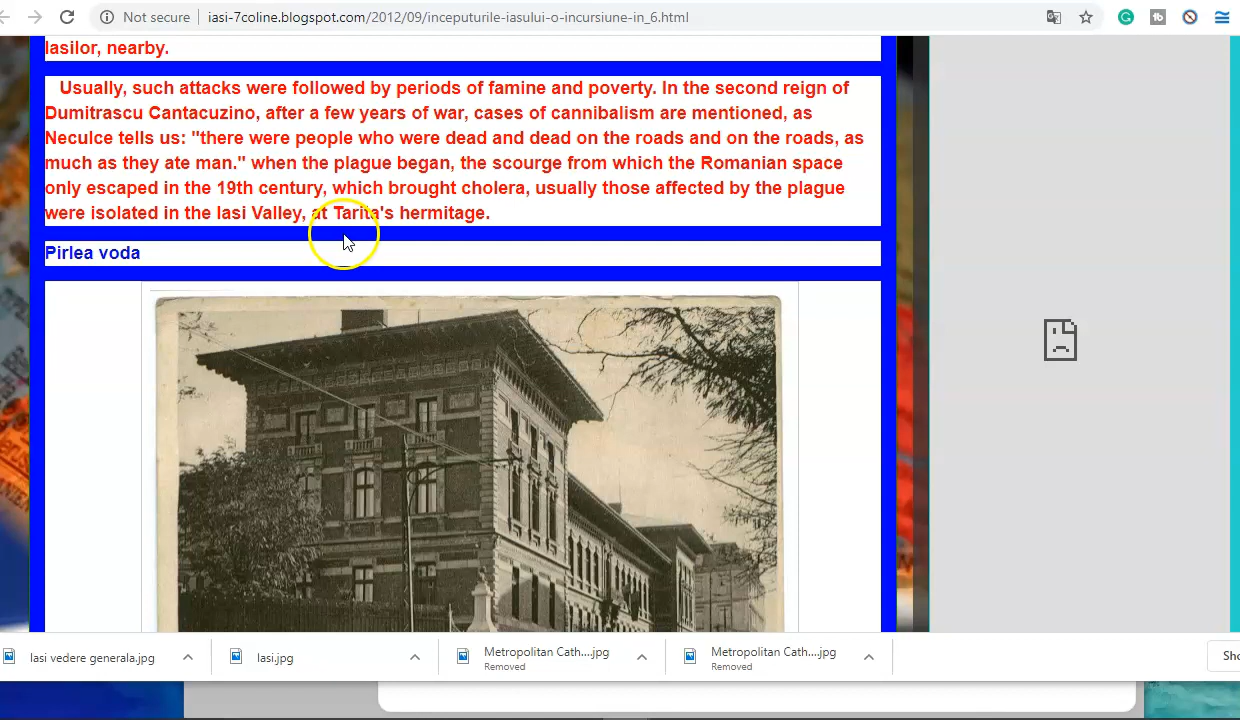 Not secure
iasi-7coline.blogspot.com/2012/09/inceputurile-iasului-o-incursiune-in_6.html
Iasilor, nearby.
Usually, such attacks were followed by periods of famine and poverty. In the second reign of
Dumitrascu Cantacuzino, after a few years of war, cases of cannibalism are mentioned, as
Neculce tells us: "there were people who were dead and dead on the roads and on the roads, as
much as they ate man." when the plague began, the scourge from which the Romanian space
only escaped in the 19th century, which brought cholera, usually those affected by the plague
were isolated in the Iasi Valley, at Tarita's hermitage.
Pirlea voda
Iasi vedere generala.jpg
Iasi.jpg
Metropolitan Cath....jpg
Removed
Metropolitan Cath....jpg
Removed
Sho